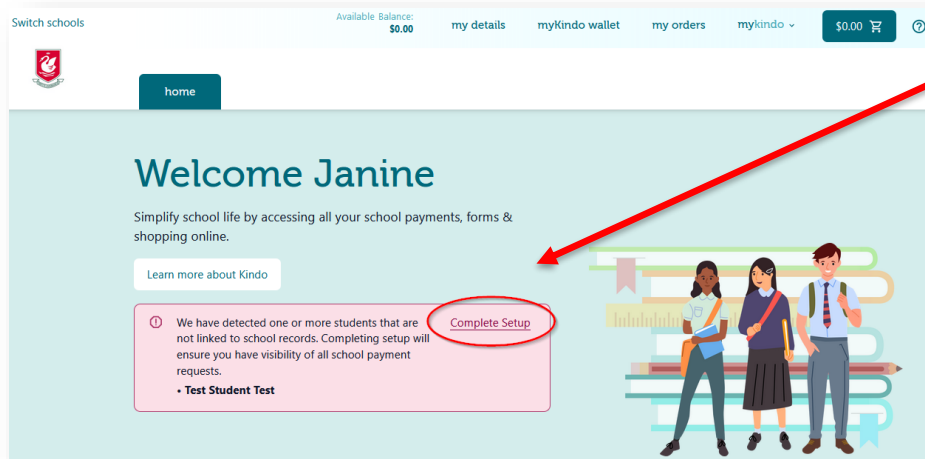 Switch schools
Available Balance:
$0.00
my details
myKindo wallet
my orders
mykindo
$0.00
home
Welcome Janine
Simplify school life by accessing all your school payments, forms &
shopping online.
Learn more about Kindo
We have detected one or more students that are
not linked to school records. Completing setup will
ensure you have visibility of all school payment
requests.
• Test Student Test
Complete Setup